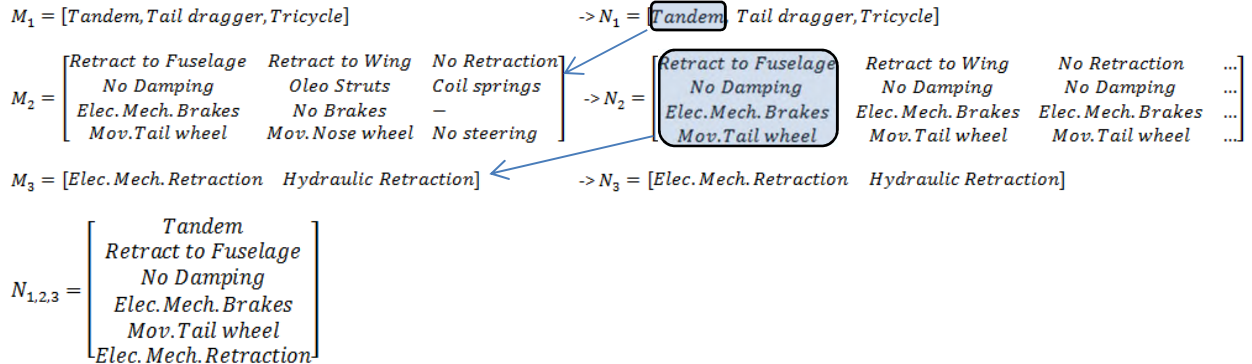 M₁ = [Tandem, Tail dragger, Tricycle] -> N₁ = [Tandem, Tail dragger, Tricycle]
M₂ = [Retract to Fuselage Retract to Wing No Retraction -> N₂ = [Retract to Fuselage Retract to Wing No Retraction ...
No Damping Oleo Struts Coil springs No Damping No Damping No Damping ...
Elec.Mech.Brakes No Brakes − Elec.Mech.Brakes Elec.Mech.Brakes Elec.Mech.Brakes ...
Mov.Tail wheel Mov.Nose wheel No steering] Mov.Tail wheel Mov.Tail wheel Mov.Tail wheel ...]
M₃ = [Elec.Mech.Retraction Hydraulic Retraction] -> N₃ = [Elec.Mech.Retraction Hydraulic Retraction]
N₁,₂,₃ = [Tandem
Retract to Fuselage
No Damping
Elec.Mech.Brakes
Mov.Tail wheel
Elec.Mech.Retraction]